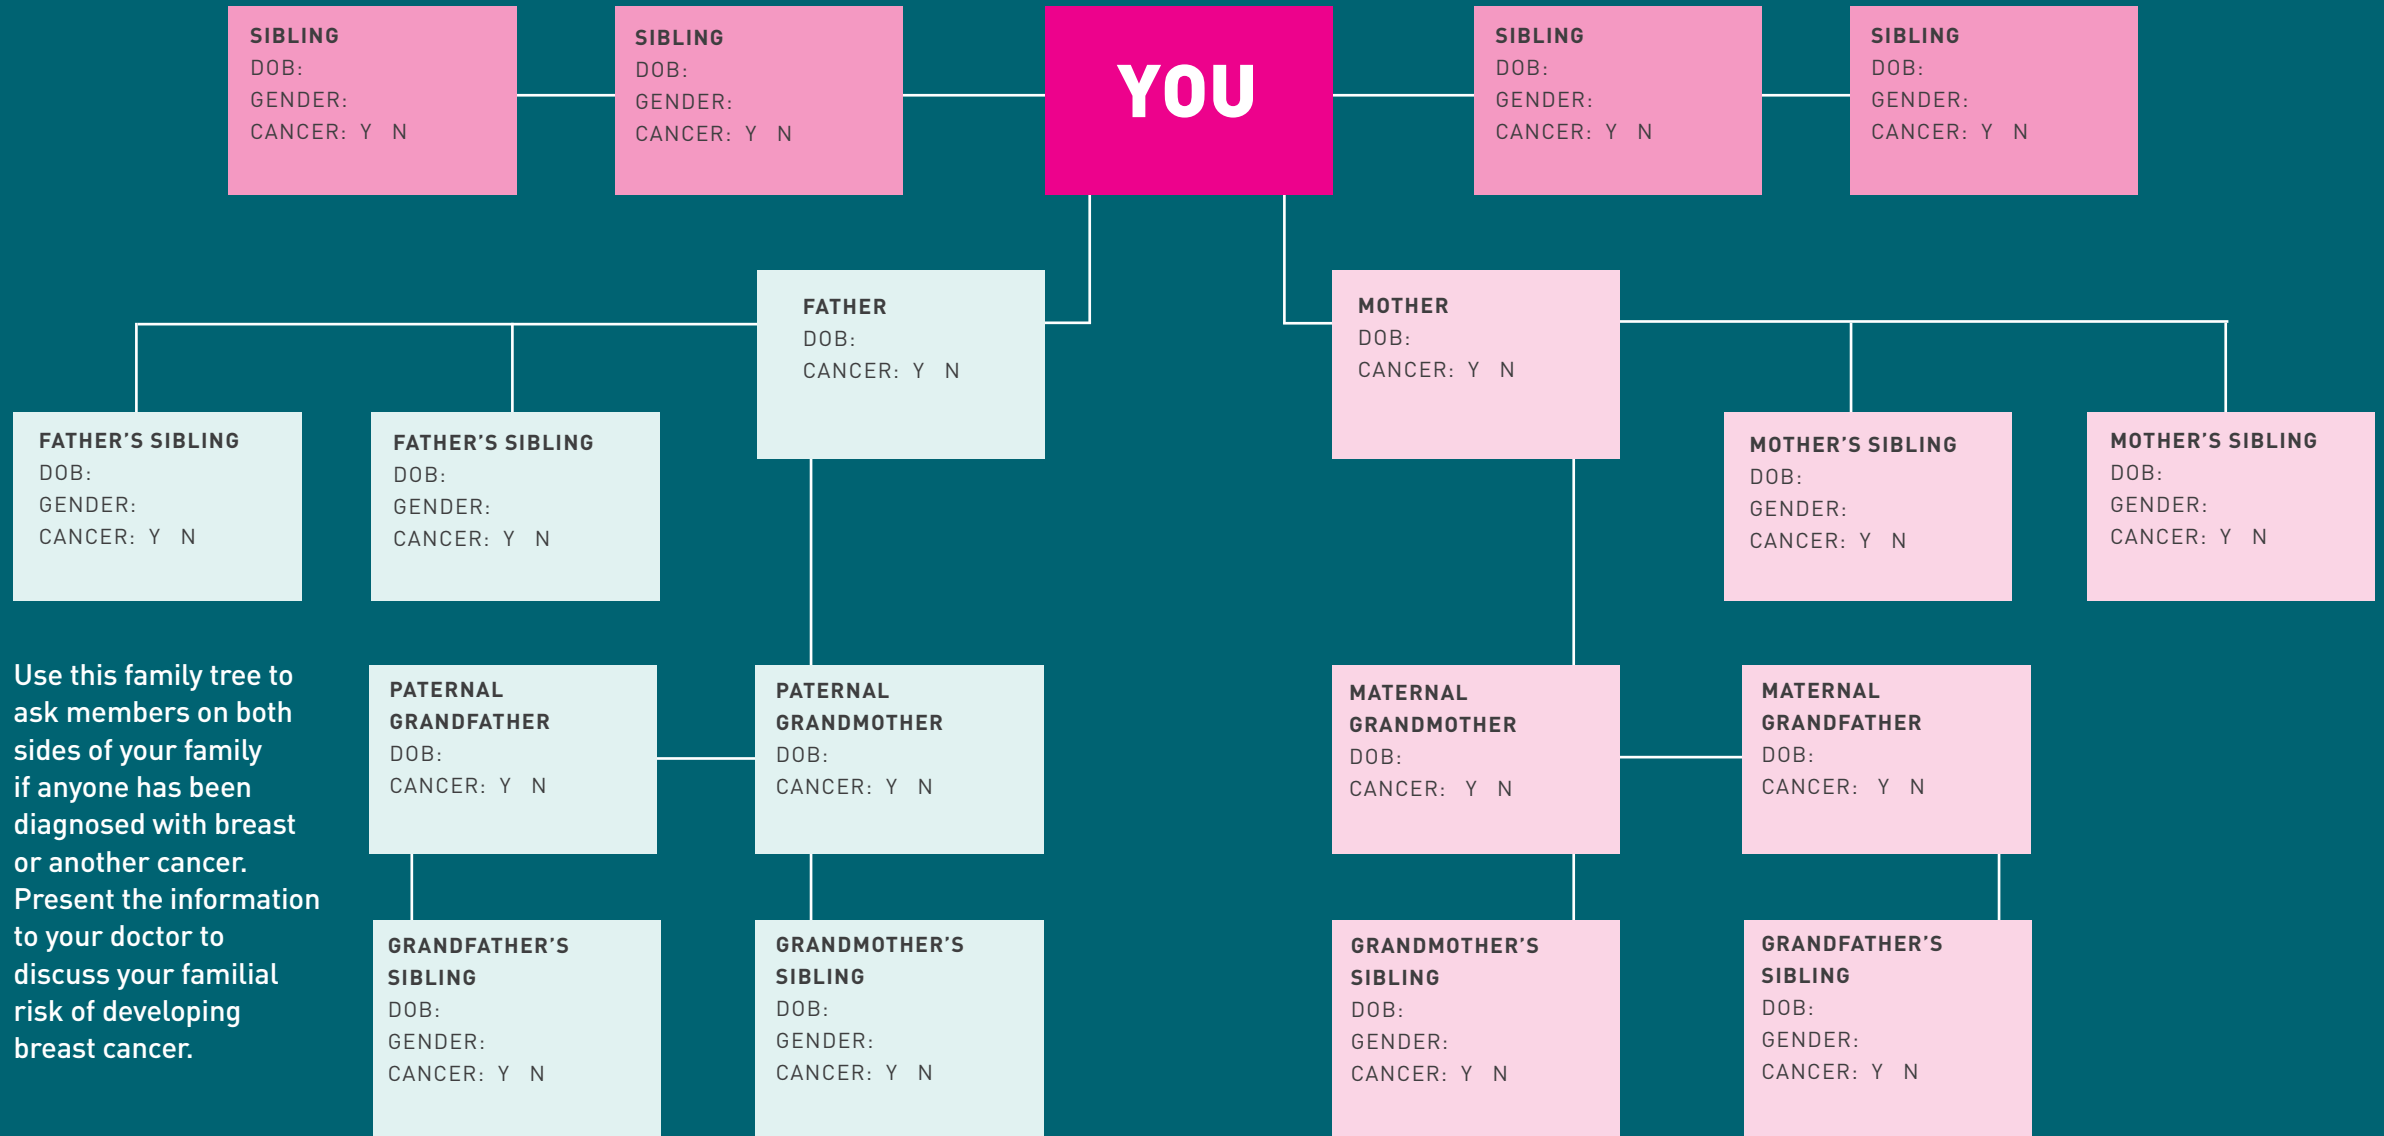 SIBLING
DOB:
GENDER:
CANCER: Y N
SIBLING
DOB:
GENDER:
CANCER: Y N
YOU
SIBLING
DOB:
GENDER:
CANCER: Y N
SIBLING
DOB:
GENDER:
CANCER: Y N
FATHER
DOB:
CANCER: Y N
MOTHER
DOB:
CANCER: Y N
FATHER’S SIBLING
DOB:
GENDER:
CANCER: Y N
FATHER’S SIBLING
DOB:
GENDER:
CANCER: Y N
MOTHER’S SIBLING
DOB:
GENDER:
CANCER: Y N
MOTHER’S SIBLING
DOB:
GENDER:
CANCER: Y N
Use this family tree to
ask members on both
sides of your family
if anyone has been
diagnosed with breast
or another cancer.
Present the information
to your doctor to
discuss your familial
risk of developing
breast cancer.
PATERNAL
GRANDFATHER
DOB:
CANCER: Y N
PATERNAL
GRANDMOTHER
DOB:
CANCER: Y N
MATERNAL
GRANDMOTHER
DOB:
CANCER: Y N
MATERNAL
GRANDFATHER
DOB:
CANCER: Y N
GRANDFATHER’S
SIBLING
DOB:
GENDER:
CANCER: Y N
GRANDMOTHER’S
SIBLING
DOB:
GENDER:
CANCER: Y N
GRANDMOTHER’S
SIBLING
DOB:
GENDER:
CANCER: Y N
GRANDFATHER’S
SIBLING
DOB:
GENDER:
CANCER: Y N